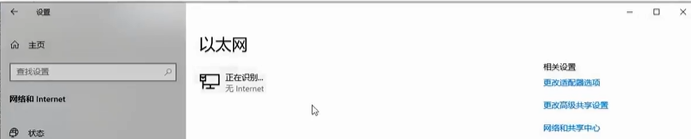 设置
主页
查找设置
网络和 Internet
状态
以太网
正在识别...
无 Internet
相关设置
更改适配器选项
更改高级共享设置
网络和共享中心